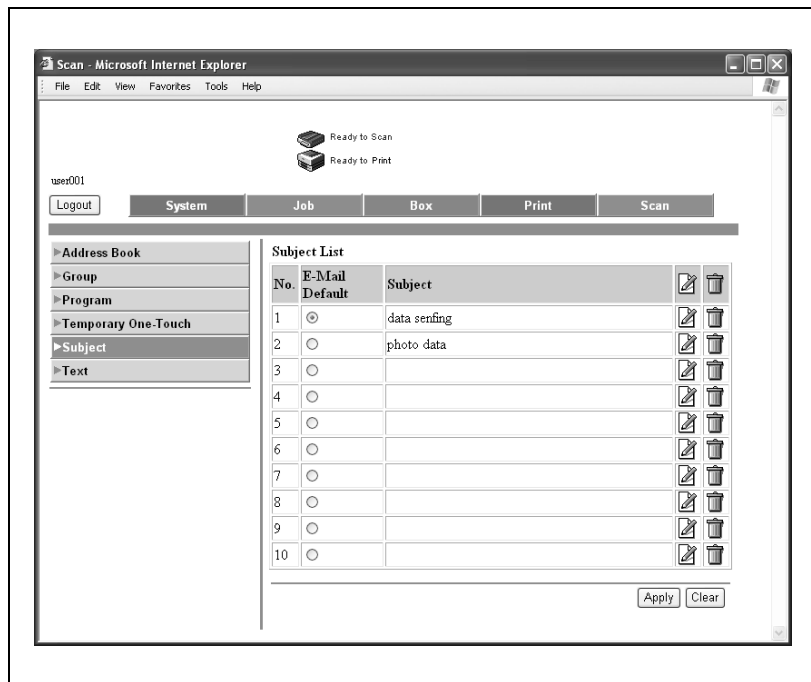 Scan - Microsoft Internet Explorer
File Edit View Favorites Tools Help
Ready to Scan
Ready to Print
user001
Logout System Job Box Print Scan
Address Book
Group
Program
Temporary One-Touch
Subject
Text
Subject List
No. E-Mail Default Subject
1 data senfing
2 photo data
3
4
5
6
7
8
9
10
Apply Clear